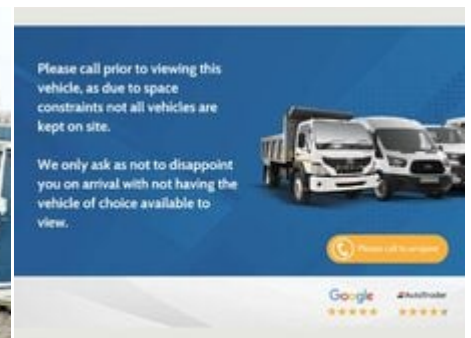 Please call prior to viewing this
vehicle, as due to space
constraints not all vehicles are
kept on site.
We only ask as not to disappoint
you on arrival with not having the
vehicle of choice available to
view.
Please call to enquire
Google
AutoTrader